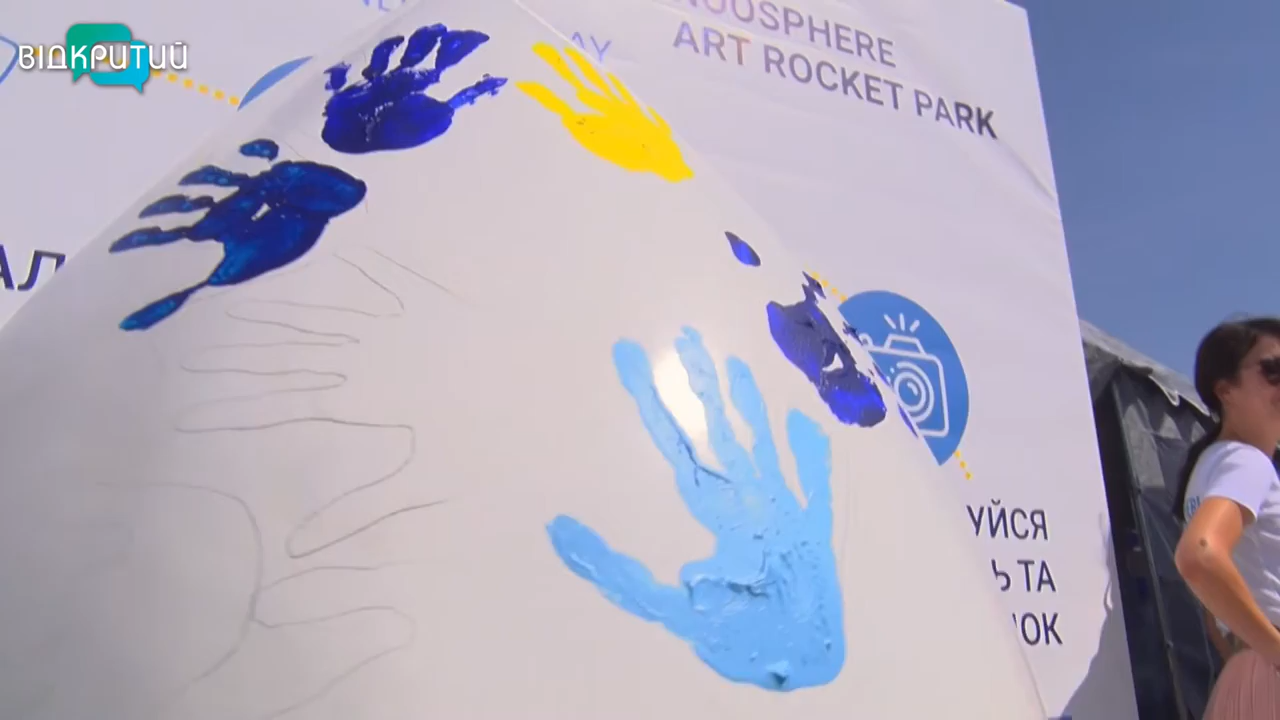 ВІДКРИТИЙ
NOOSPHERE
ART ROCKET PARK
АЛ
УЙСЯ
Ь ТА
ОК